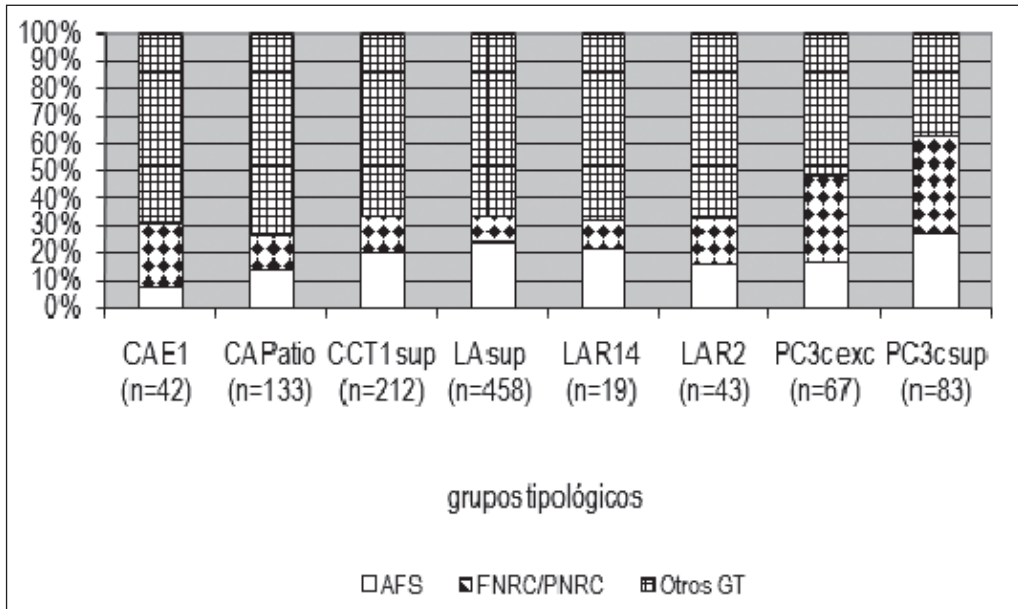 100%
90%
80%
70%
60%
50%
40%
30%
20%
10%
0%
CAE1 CAPatio CCT1sup LAsup LAR14 LAR2 PC3cexc PC3csup
(n=42) (n=133) (n=212) (n=458) (n=19) (n=43) (n=67) (n=83)
grupos tipológicos
AFS FNRC/PNRC Otros GT